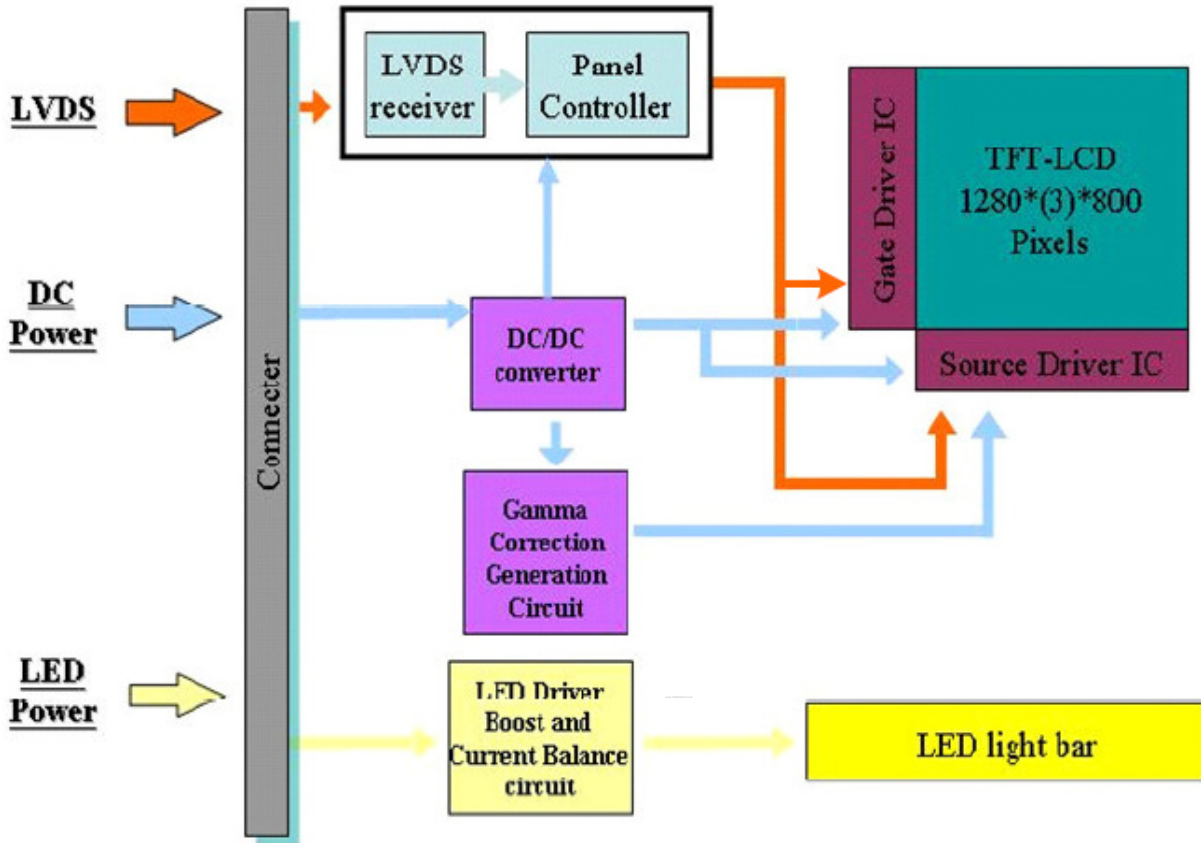 LVDS
DC
Power
LED
Power
Connecter
LVDS
receiver
Panel
Controller
DC/DC
converter
Gamma
Correction
Generation
Circuit
LED Driver
Boost and
Current Balance
circuit
Gate Driver IC
TFT-LCD
1280*(3)*800
Pixels
Source Driver IC
LED light bar